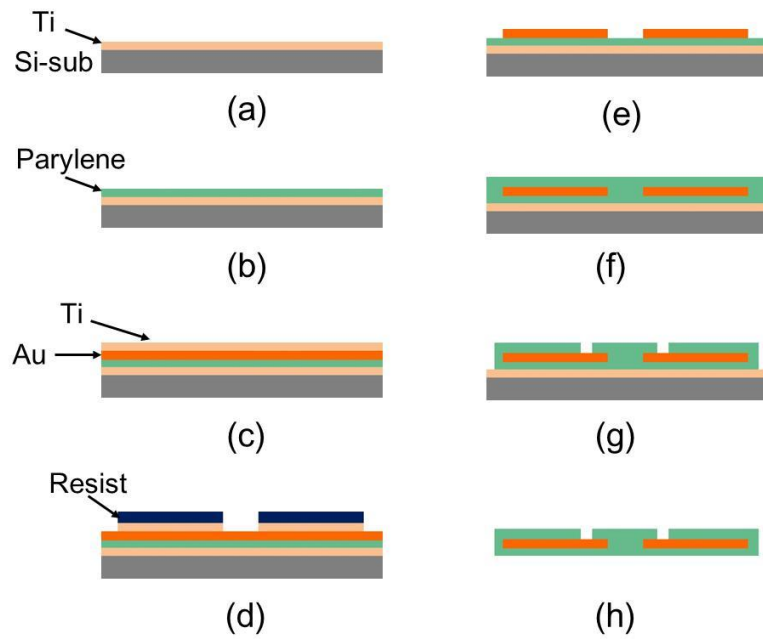 Ti
Si-sub
(a)
Parylene
(b)
Ti
Au
(c)
Resist
(d)
(e)
(f)
(g)
(h)